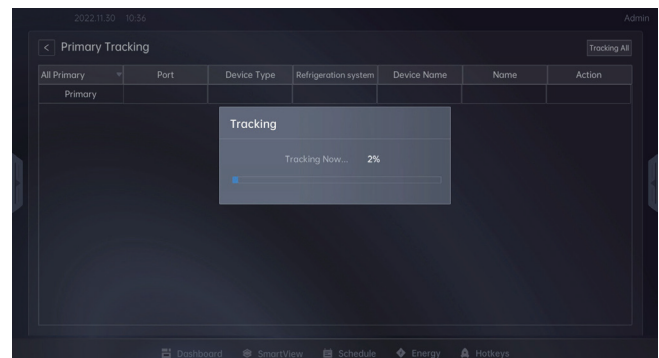 2022.11.30 10:36 Admin
< Primary Tracking Tracking All
All Primary Port Device Type Refrigeration system Device Name Name Action
Primary
Tracking
Tracking Now... 2%
Dashboard SmartView Schedule Energy Hotkeys